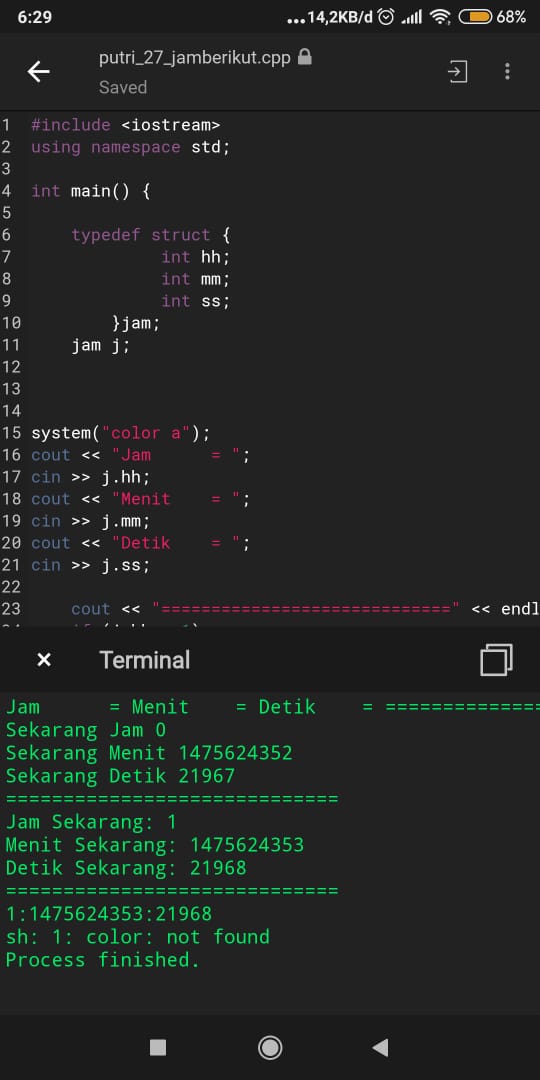 6:29 ...14,2KB/d 68%
putri_27_jamberikut.cpp
Saved
1 #include <iostream>
2 using namespace std;
3
4 int main() {
5
6 typedef struct {
7 int hh;
8 int mm;
9 int ss;
10 }jam;
11 jam j;
12
13
14
15 system("color a");
16 cout << "Jam      = ";
17 cin >> j.hh;
18 cout << "Menit    = ";
19 cin >> j.mm;
20 cout << "Detik    = ";
21 cin >> j.ss;
22
23 cout << "=============================" << endl
Terminal
Jam      = Menit    = Detik    = ==============
Sekarang Jam 0
Sekarang Menit 1475624352
Sekarang Detik 21967
=============================
Jam Sekarang: 1
Menit Sekarang: 1475624353
Detik Sekarang: 21968
=============================
1:1475624353:21968
sh: 1: color: not found
Process finished.